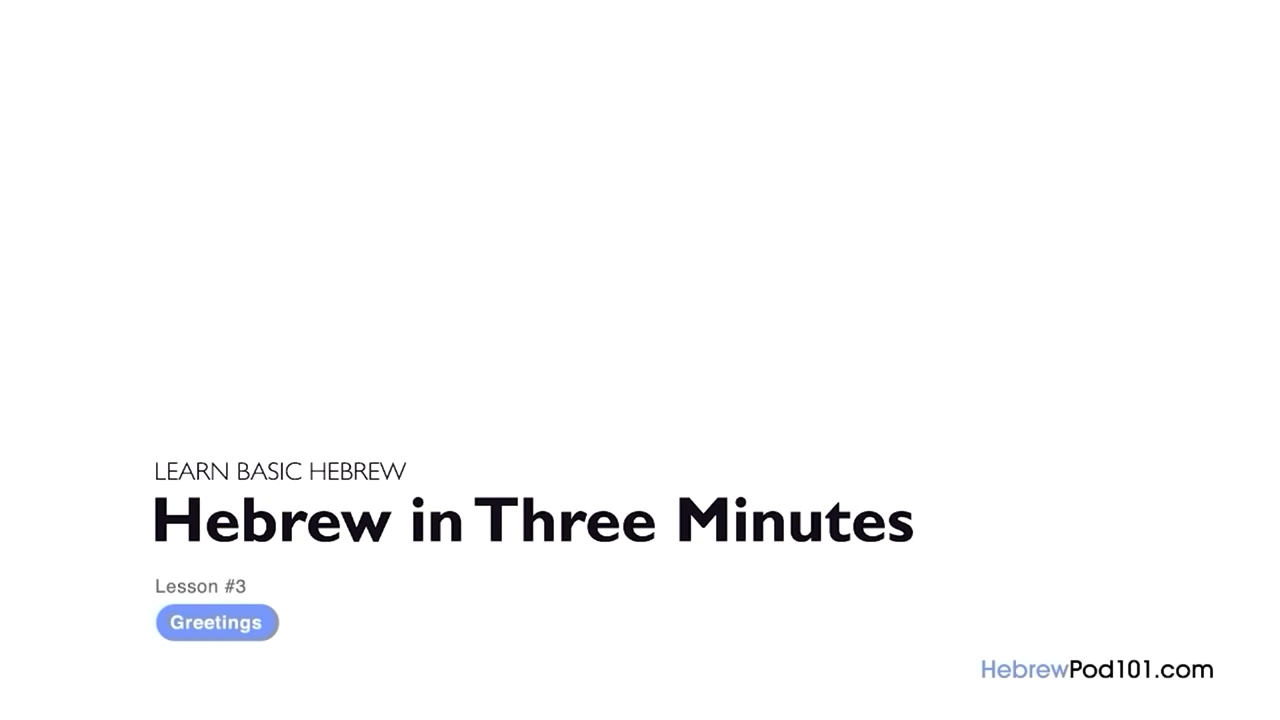 LEARN BASIC HEBREW
Hebrew in Three Minutes
Lesson #3
Greetings
HebrewPod101.com